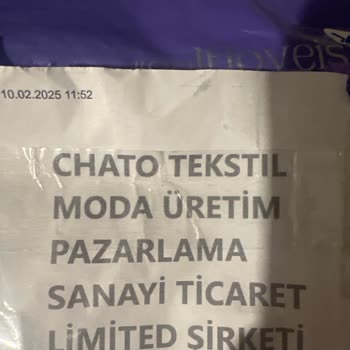 10.02.2025 11:52
CHATO TEKSTIL
MODA ÜRETİM
PAZARLAMA
SANAYİ TİCARET
LİMİTED ŞİRKETİ